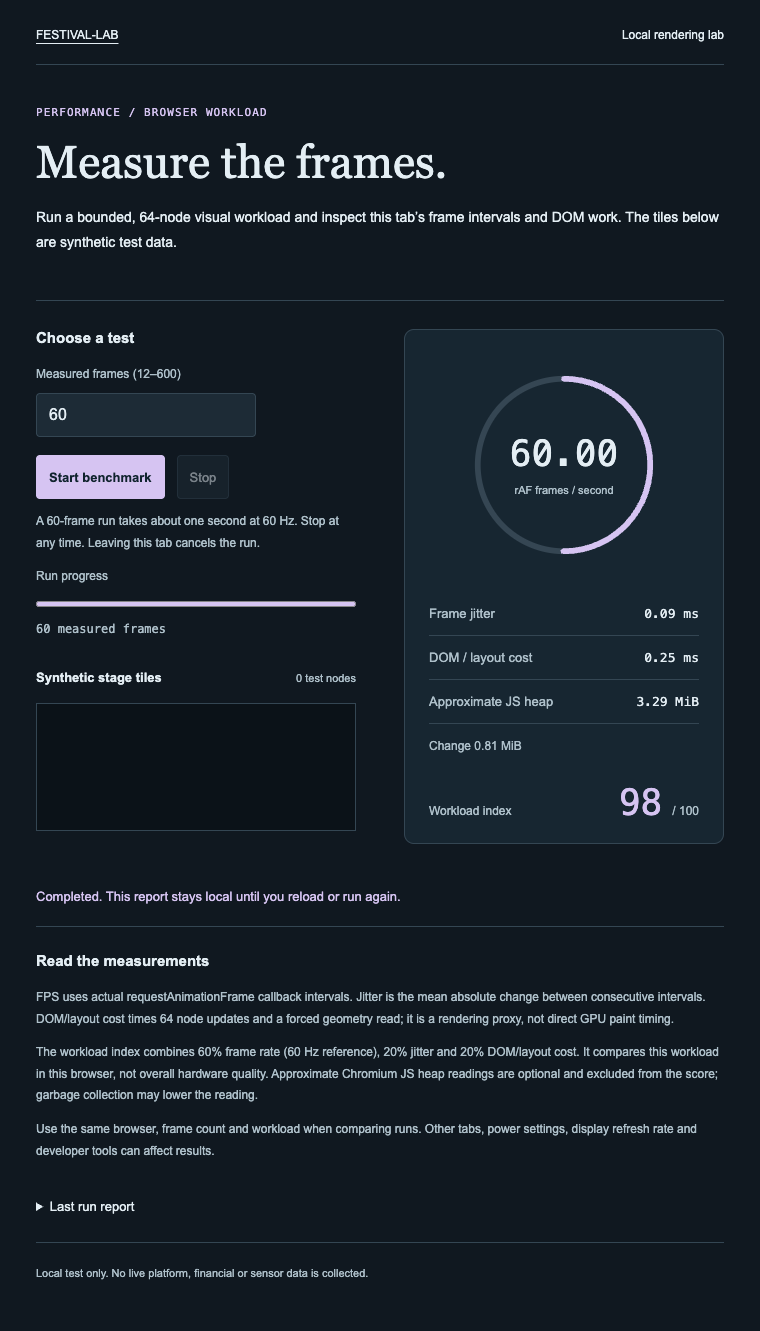 FESTIVAL-LAB
Local rendering lab
PERFORMANCE / BROWSER WORKLOAD
Measure the frames.
Run a bounded, 64-node visual workload and inspect this tab's frame intervals and DOM work. The tiles below
are synthetic test data.
Choose a test
Measured frames (12–600)
60
Start benchmark
Stop
A 60-frame run takes about one second at 60 Hz. Stop at
any time. Leaving this tab cancels the run.
Run progress
60 measured frames
Synthetic stage tiles
0 test nodes
60.00
rAF frames / second
Frame jitter
0.09 ms
DOM / layout cost
0.25 ms
Approximate JS heap
3.29 MiB
Change 0.81 MiB
Workload index
98 / 100
Completed. This report stays local until you reload or run again.
Read the measurements
FPS uses actual requestAnimationFrame callback intervals. Jitter is the mean absolute change between consecutive intervals.
DOM/layout cost times 64 node updates and a forced geometry read; it is a rendering proxy, not direct GPU paint timing.
The workload index combines 60% frame rate (60 Hz reference), 20% jitter and 20% DOM/layout cost. It compares this workload
in this browser, not overall hardware quality. Approximate Chromium JS heap readings are optional and excluded from the score;
garbage collection may lower the reading.
Use the same browser, frame count and workload when comparing runs. Other tabs, power settings, display refresh rate and
developer tools can affect results.
Last run report
Local test only. No live platform, financial or sensor data is collected.